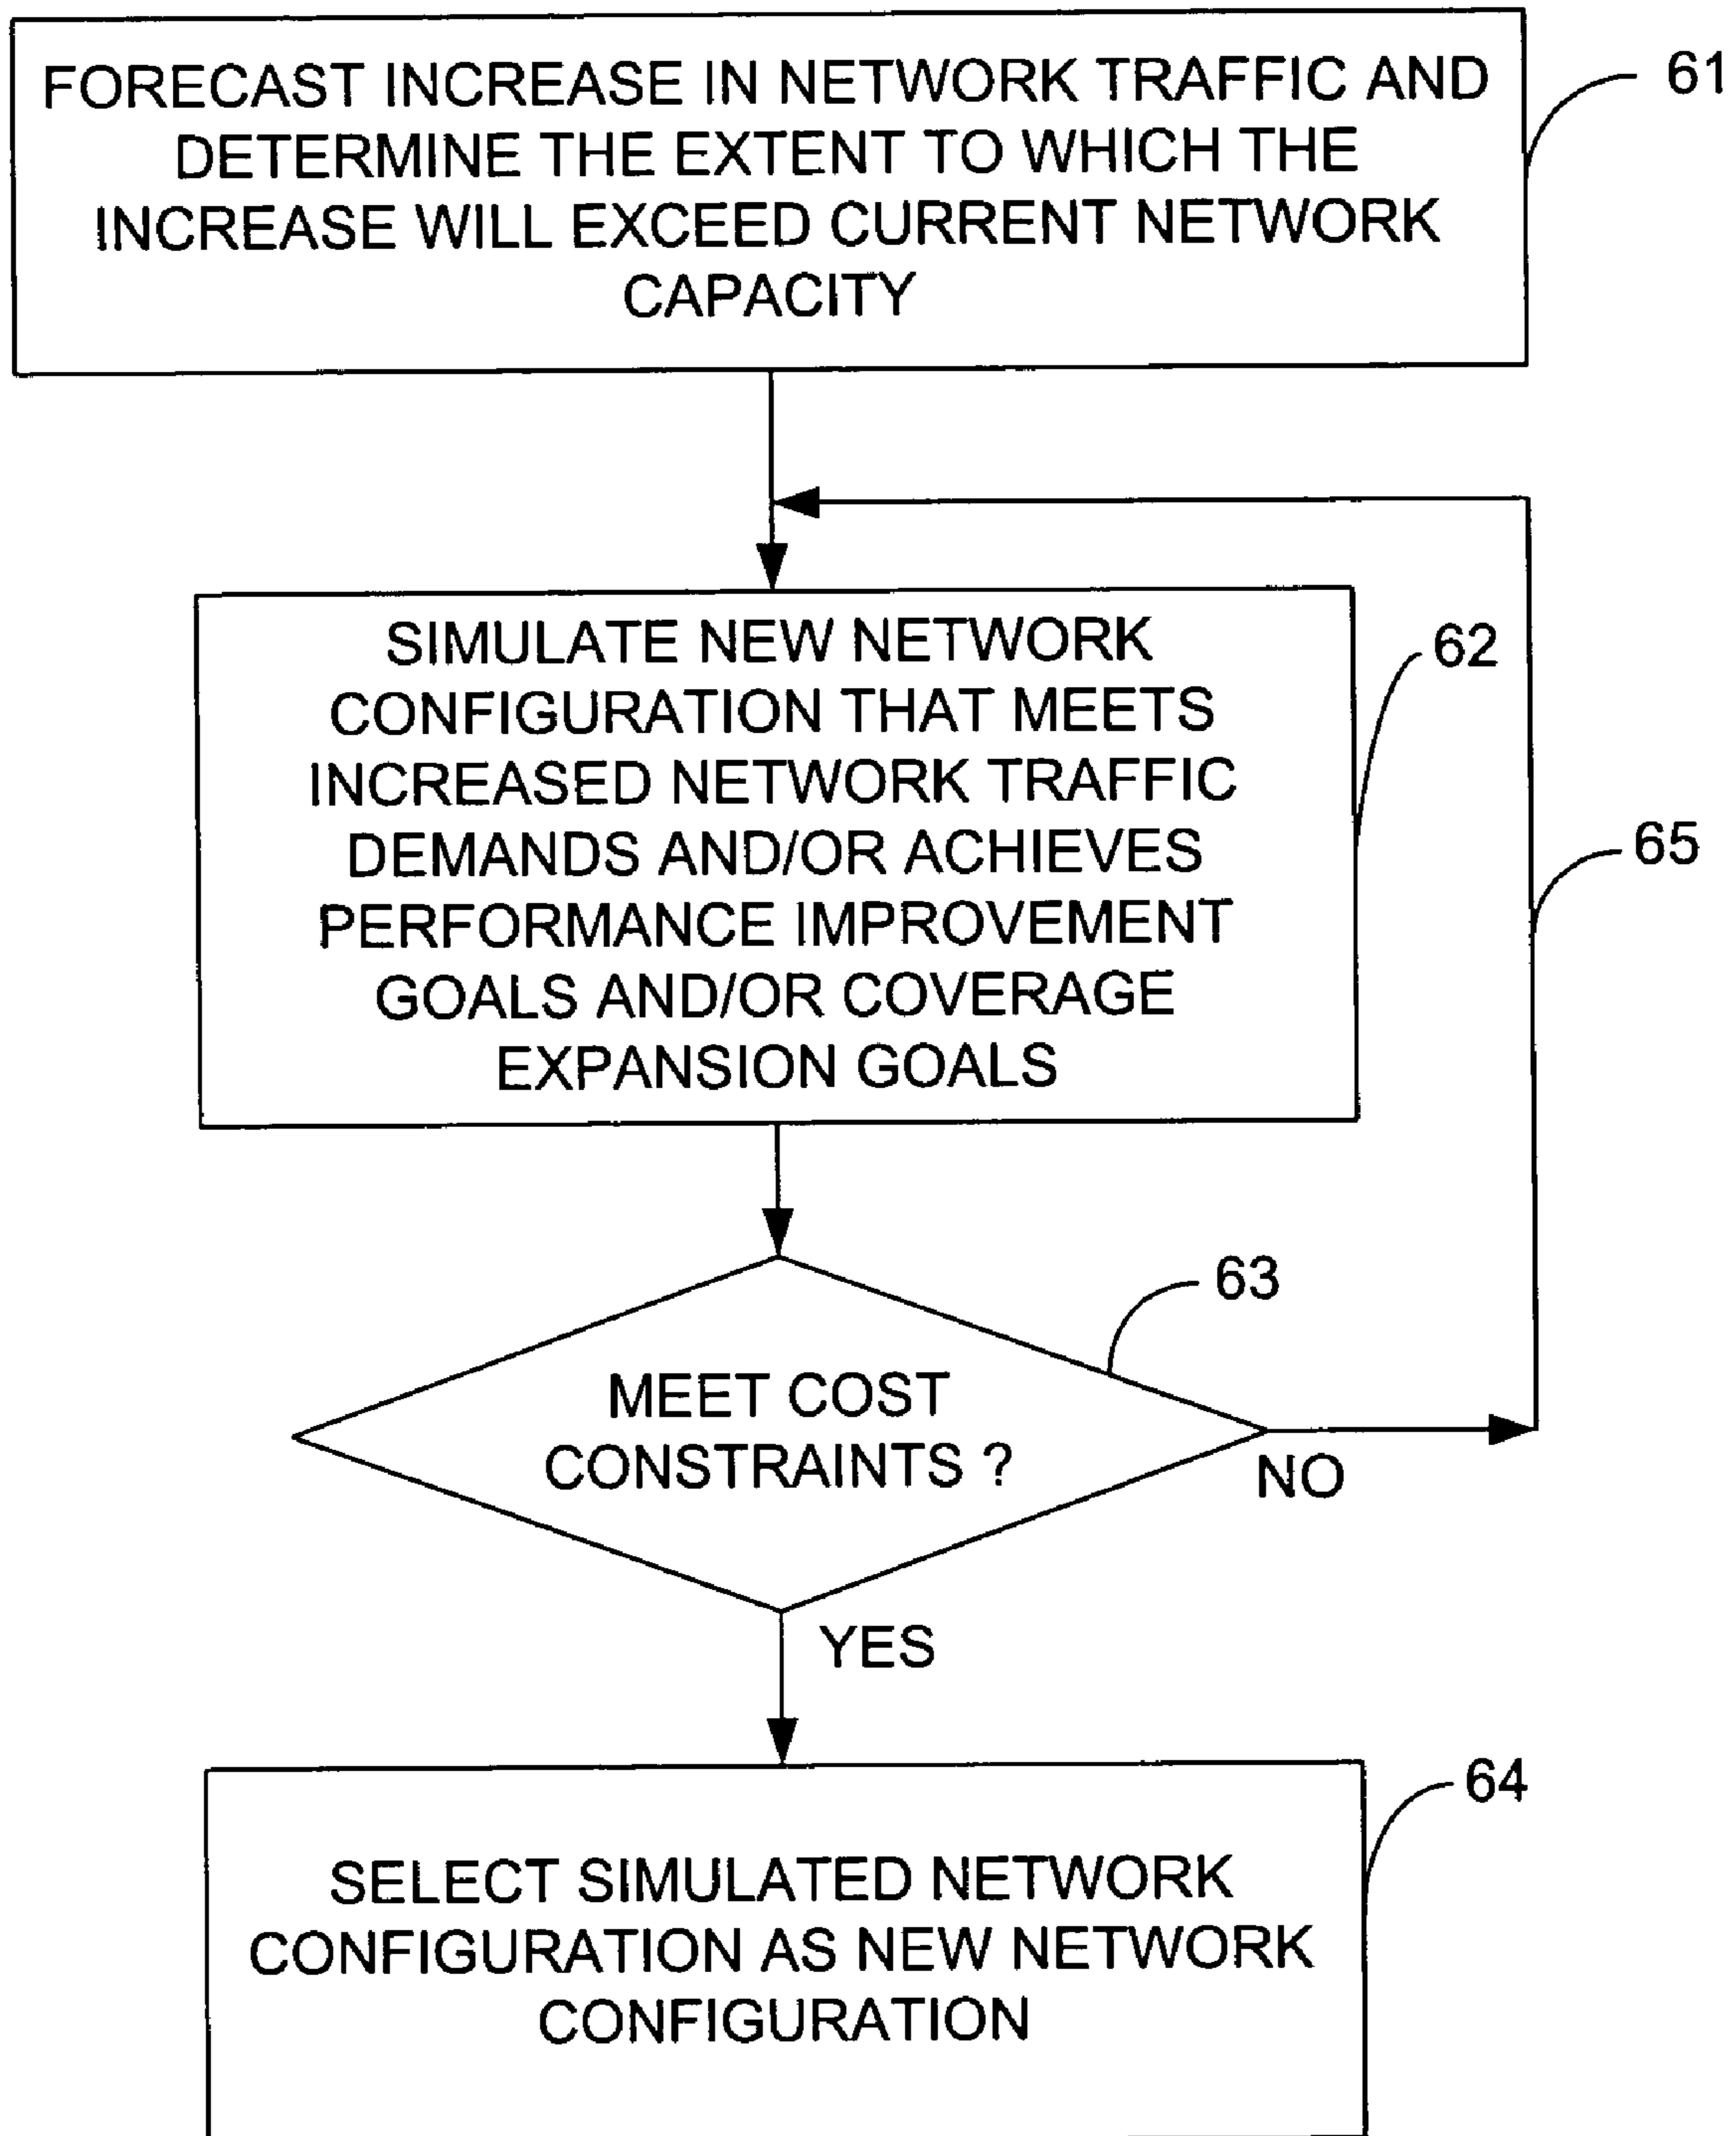 FORECAST INCREASE IN NETWORK TRAFFIC AND
DETERMINE THE EXTENT TO WHICH THE
INCREASE WILL EXCEED CURRENT NETWORK
CAPACITY
61
SIMULATE NEW NETWORK
CONFIGURATION THAT MEETS
INCREASED NETWORK TRAFFIC
DEMANDS AND/OR ACHIEVES
PERFORMANCE IMPROVEMENT
GOALS AND/OR COVERAGE
EXPANSION GOALS
62
65
63
MEET COST
CONSTRAINTS ?
NO
YES
64
SELECT SIMULATED NETWORK
CONFIGURATION AS NEW NETWORK
CONFIGURATION